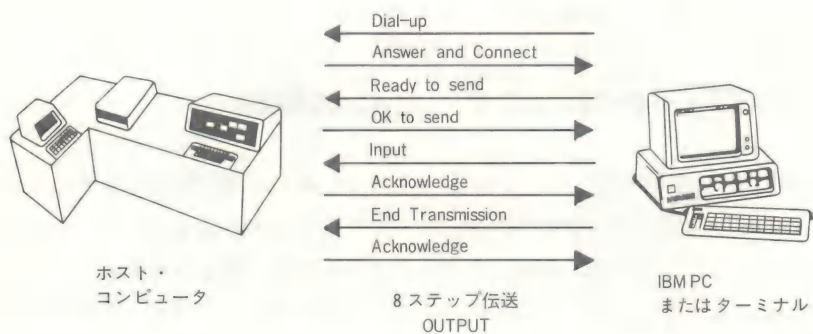 Dial-up
Answer and Connect
Ready to send
OK to send
Input
Acknowledge
End Transmission
Acknowledge
ホスト・
コンピュータ
8ステップ伝送
OUTPUT
IBM PC
またはターミナル